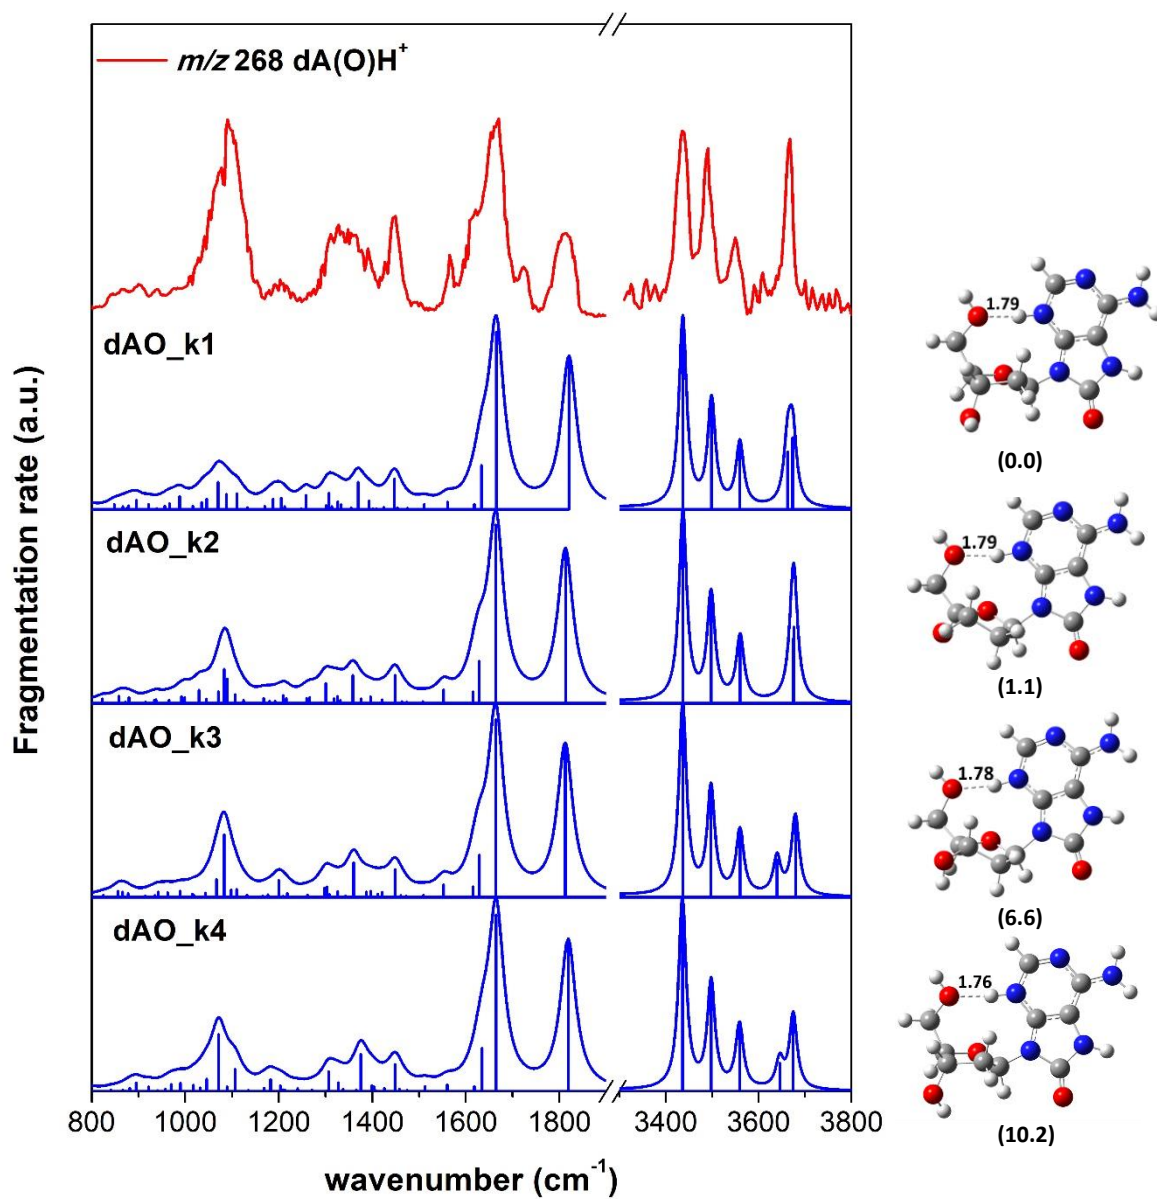 m/z 268 dA(O)H⁺
dAO_k1
dAO_k2
dAO_k3
dAO_k4
Fragmentation rate (a.u.)
800 1000 1200 1400 1600 1800 3400 3600 3800
wavenumber (cm⁻¹)
1.79
(0.0)
1.79
(1.1)
1.78
(6.6)
1.76
(10.2)